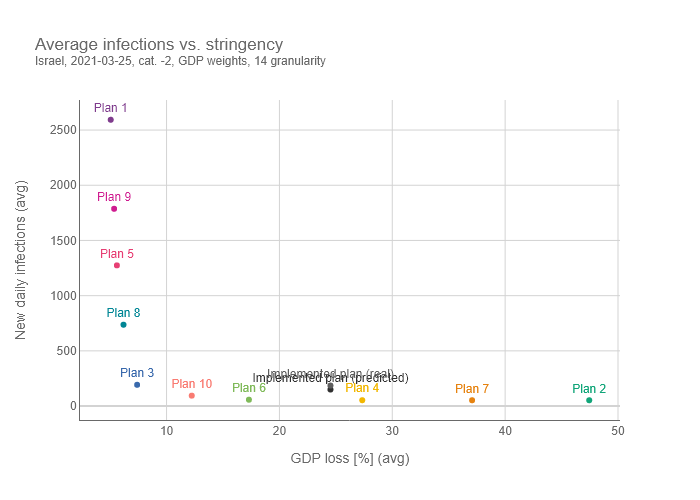 Average infections vs. stringency
Israel, 2021-03-25, cat. -2, GDP weights, 14 granularity
New daily infections (avg)
2500
2000
1500
1000
500
0
Plan 1
Plan 9
Plan 5
Plan 8
Plan 3
Plan 10
Plan 6
Implemented plan (real)
Implemented plan (predicted)
Plan 4
Plan 7
Plan 2
10
20
30
40
50
GDP loss [%] (avg)